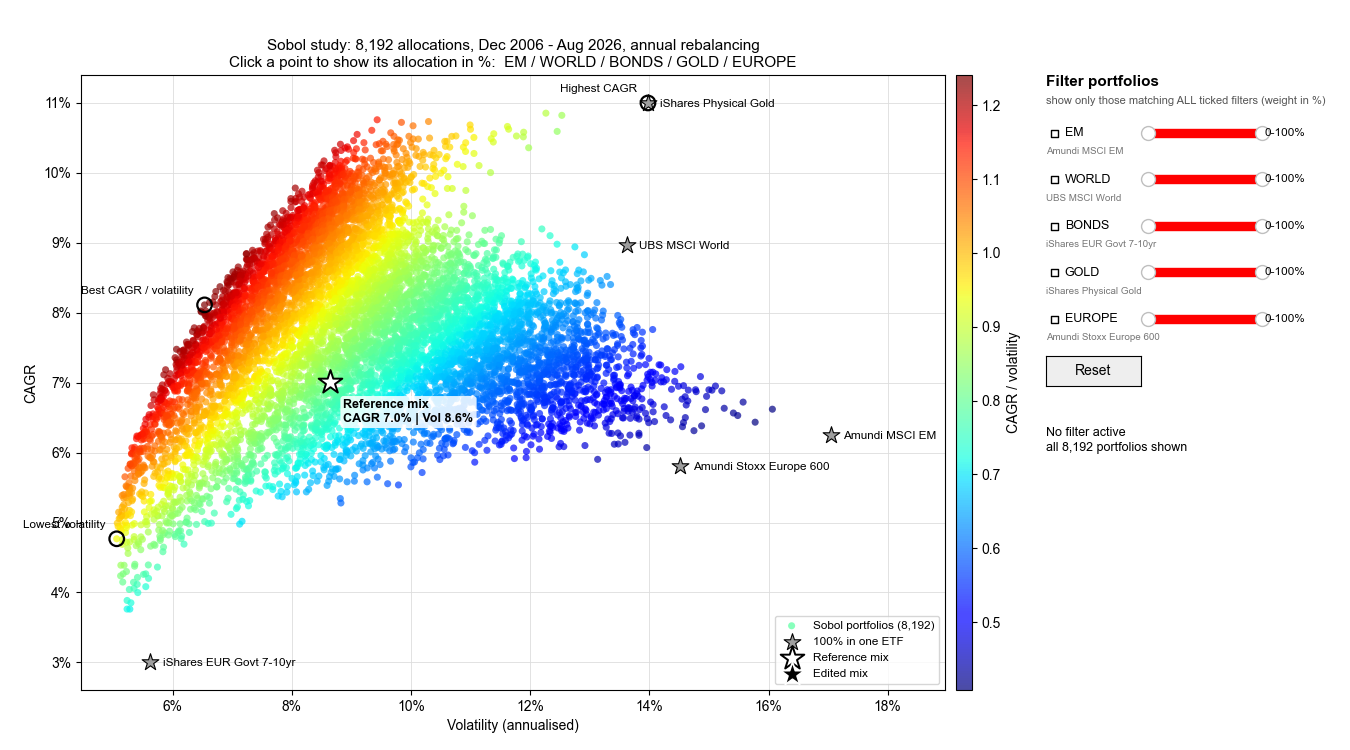 Sobol study: 8,192 allocations, Dec 2006 - Aug 2026, annual rebalancing
Click a point to show its allocation in %:  EM / WORLD / BONDS / GOLD / EUROPE
Highest CAGR
iShares Physical Gold
UBS MSCI World
Best CAGR / volatility
Reference mix
CAGR 7.0% | Vol 8.6%
Amundi MSCI EM
Amundi Stoxx Europe 600
Lowest volatility
iShares EUR Govt 7-10yr
11%
10%
9%
8%
7%
6%
5%
4%
3%
CAGR
6%
8%
10%
12%
14%
16%
18%
Volatility (annualised)
Sobol portfolios (8,192)
100% in one ETF
Reference mix
Edited mix
1.2
1.1
1.0
0.9
0.8
0.7
0.6
0.5
CAGR / volatility
Filter portfolios
show only those matching ALL ticked filters (weight in %)
EM 0-100%
Amundi MSCI EM
WORLD 0-100%
UBS MSCI World
BONDS 0-100%
iShares EUR Govt 7-10yr
GOLD 0-100%
iShares Physical Gold
EUROPE 0-100%
Amundi Stoxx Europe 600
Reset
No filter active
all 8,192 portfolios shown